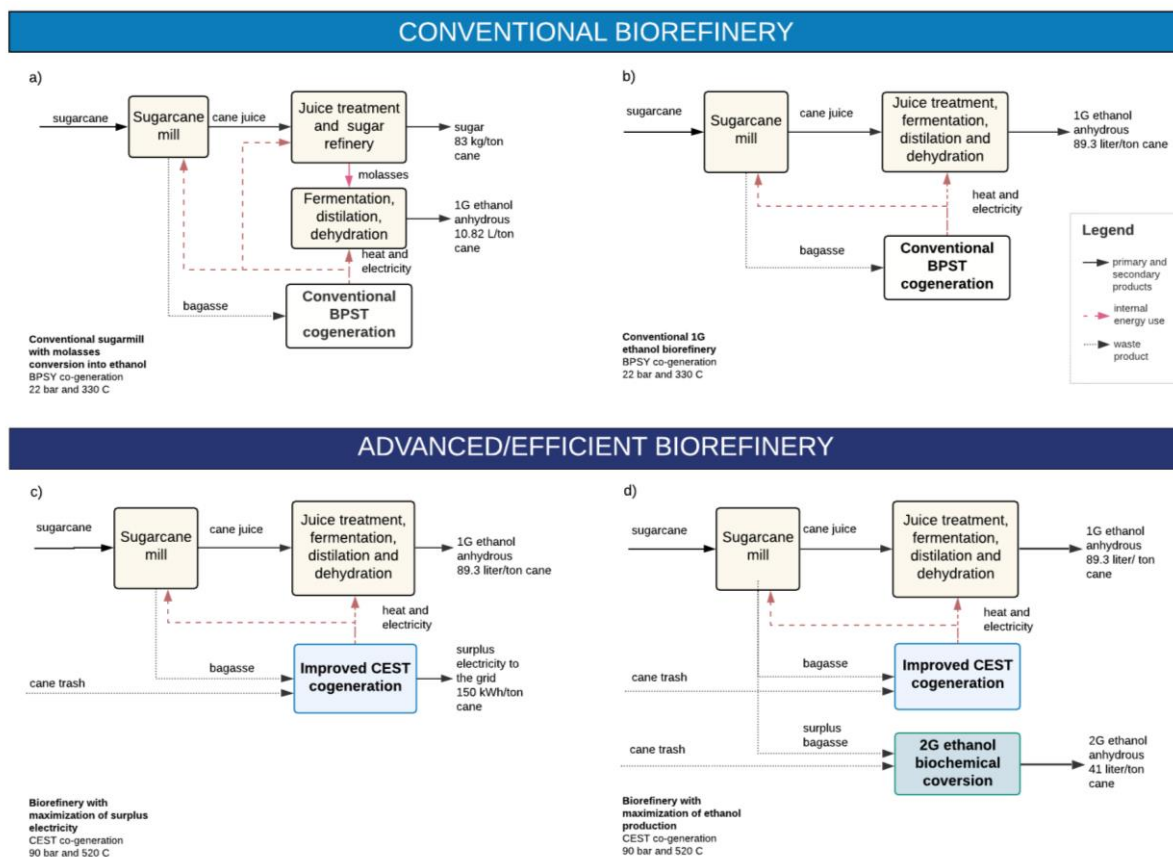 CONVENTIONAL BIOREFINERY
a)
sugarcane
Sugarcane
mill
cane juice
Juice treatment
and sugar
refinery
sugar
83 kg/ton
cane
molasses
Fermentation,
distilation,
dehydration
1G ethanol
anhydrous
10.82 L/ton
cane
heat and
electricity
bagasse
Conventional
BPST
cogeneration
Conventional sugarmill
with molasses
conversion into ethanol
BPSY co-generation
22 bar and 330 C
b)
sugarcane
Sugarcane
mill
cane juice
Juice treatment,
fermentation,
distilation and
dehydration
1G ethanol
anhydrous
89.3 liter/ton cane
heat and
electricity
bagasse
Conventional
BPST
cogeneration
Conventional 1G
ethanol biorefinery
BPSY co-generation
22 bar and 330 C
Legend
primary and
secondary
products
internal
energy use
waste
product
ADVANCED/EFFICIENT BIOREFINERY
c)
sugarcane
Sugarcane
mill
cane juice
Juice treatment,
fermentation,
distilation and
dehydration
1G ethanol
anhydrous
89.3 liter/ton cane
heat and
electricity
bagasse
cane trash
Improved CEST
cogeneration
surplus
electricity to
the grid
150 kWh/ton
cane
Biorefinery with
maximization of surplus
electricity
CEST co-generation
90 bar and 520 C
d)
sugarcane
Sugarcane
mill
cane juice
Juice treatment,
fermentation,
distilation and
dehydration
1G ethanol
anhydrous
89.3 liter/ ton
cane
heat and
electricity
bagasse
cane trash
Improved CEST
cogeneration
surplus
bagasse
cane trash
2G ethanol
biochemical
coversion
2G ethanol
anhydrous
41 liter/ton
cane
Biorefinery with
maximization of ethanol
production
CEST co-generation
90 bar and 520 C